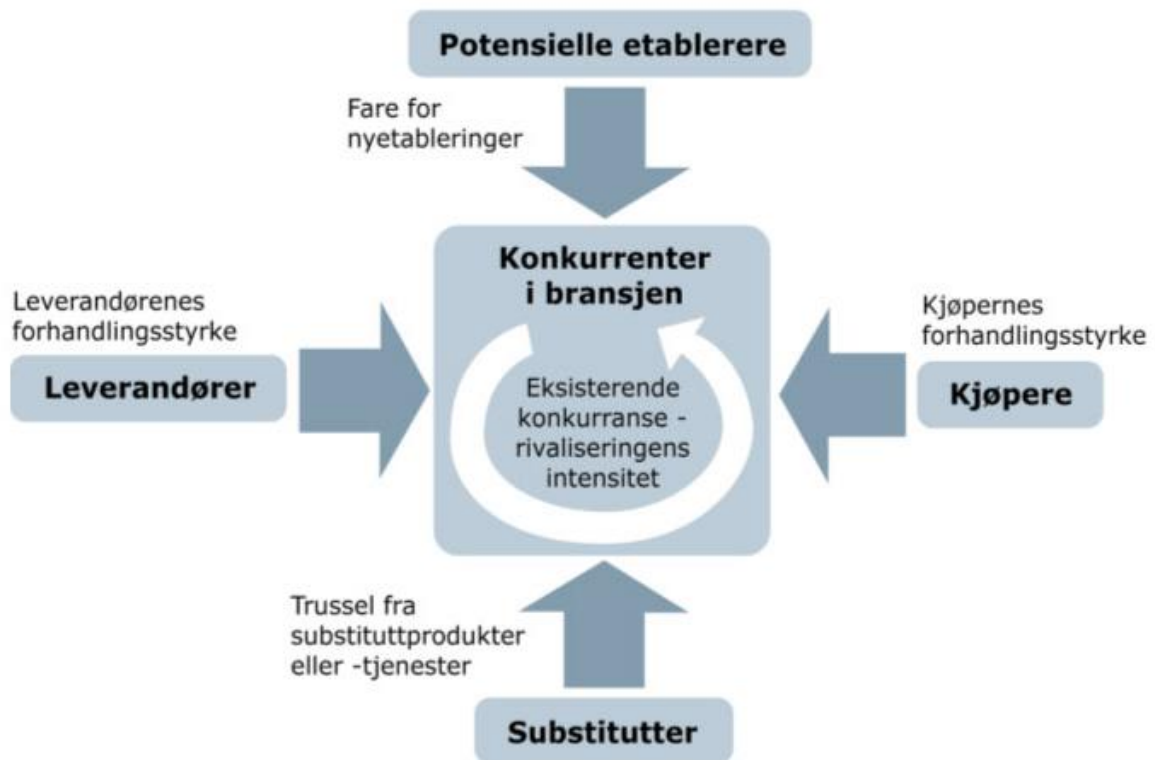 Potensielle etablerere
Fare for
nyetableringer
Konkurrenter
i bransjen
Leverandørenes
forhandlingsstyrke
Leverandører
Kjøpernes
forhandlingsstyrke
Kjøpere
Eksisterende
konkurranse -
rivaliseringens
intensitet
Trussel fra
substituttprodukter
eller -tjenester
Substitutter